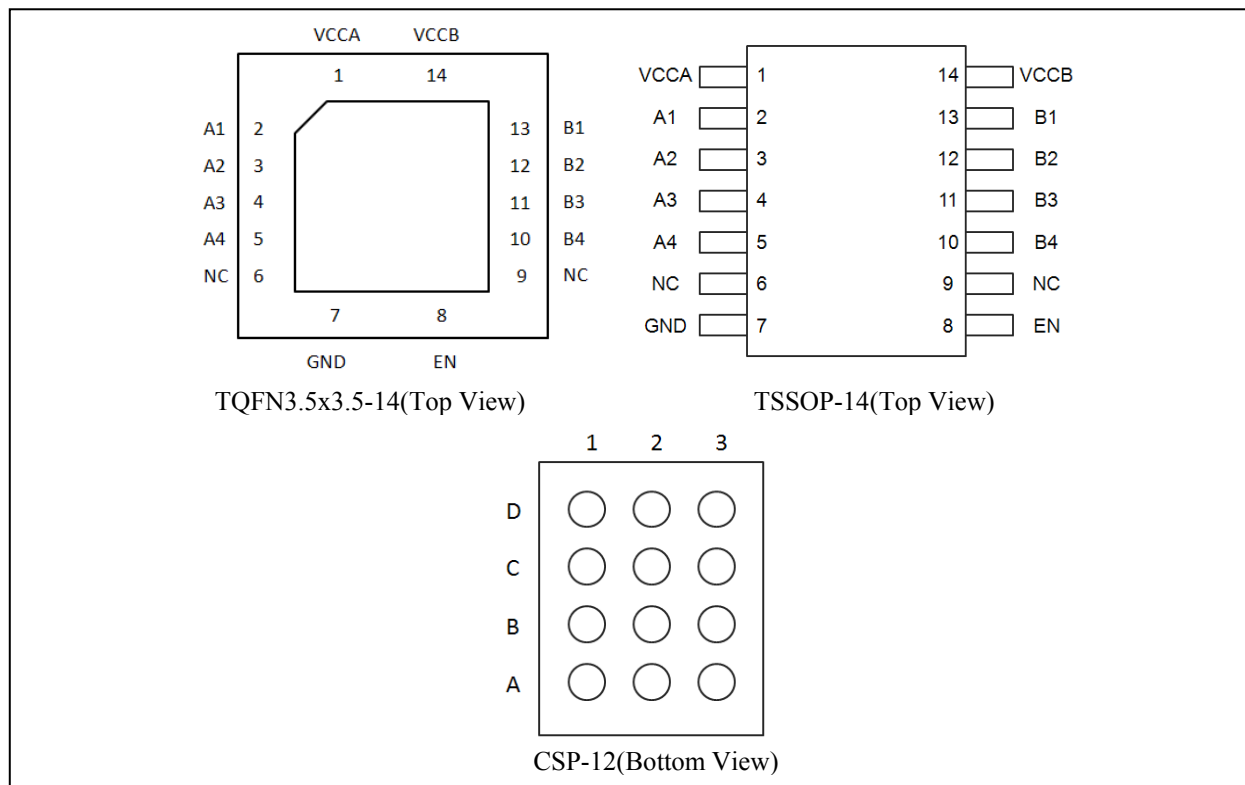 VCCA VCCB
1 14
A1 2 13 B1
A2 3 12 B2
A3 4 11 B3
A4 5 10 B4
NC 6 9 NC
7 8
GND EN
TQFN3.5x3.5-14(Top View)
VCCA 1 14 VCCB
A1 2 13 B1
A2 3 12 B2
A3 4 11 B3
A4 5 10 B4
NC 6 9 NC
GND 7 8 EN
TSSOP-14(Top View)
1 2 3
D
C
B
A
CSP-12(Bottom View)